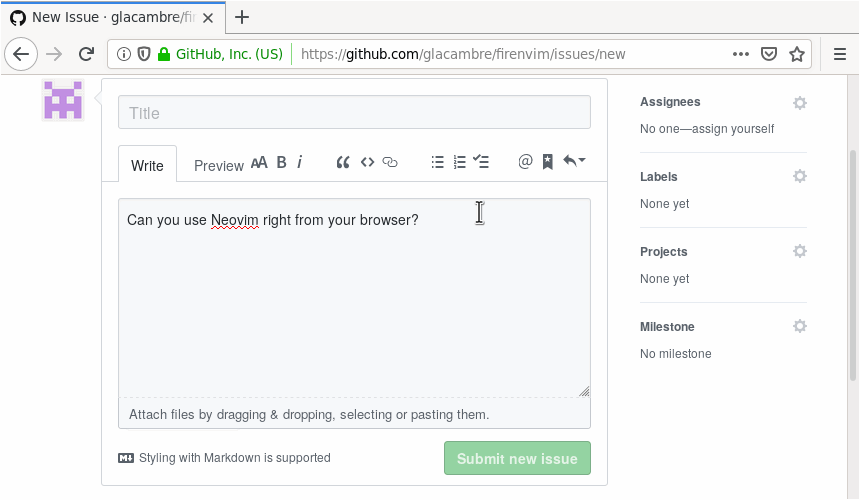 New Issue · glacambre/fi
GitHub, Inc. (US)
https://github.com/glacambre/firenvim/issues/new
Title
Write
Preview
AA B i
@
Can you use Neovim right from your browser?
Attach files by dragging & dropping, selecting or pasting them.
Styling with Markdown is supported
Submit new issue
Assignees
No one—assign yourself
Labels
None yet
Projects
None yet
Milestone
No milestone